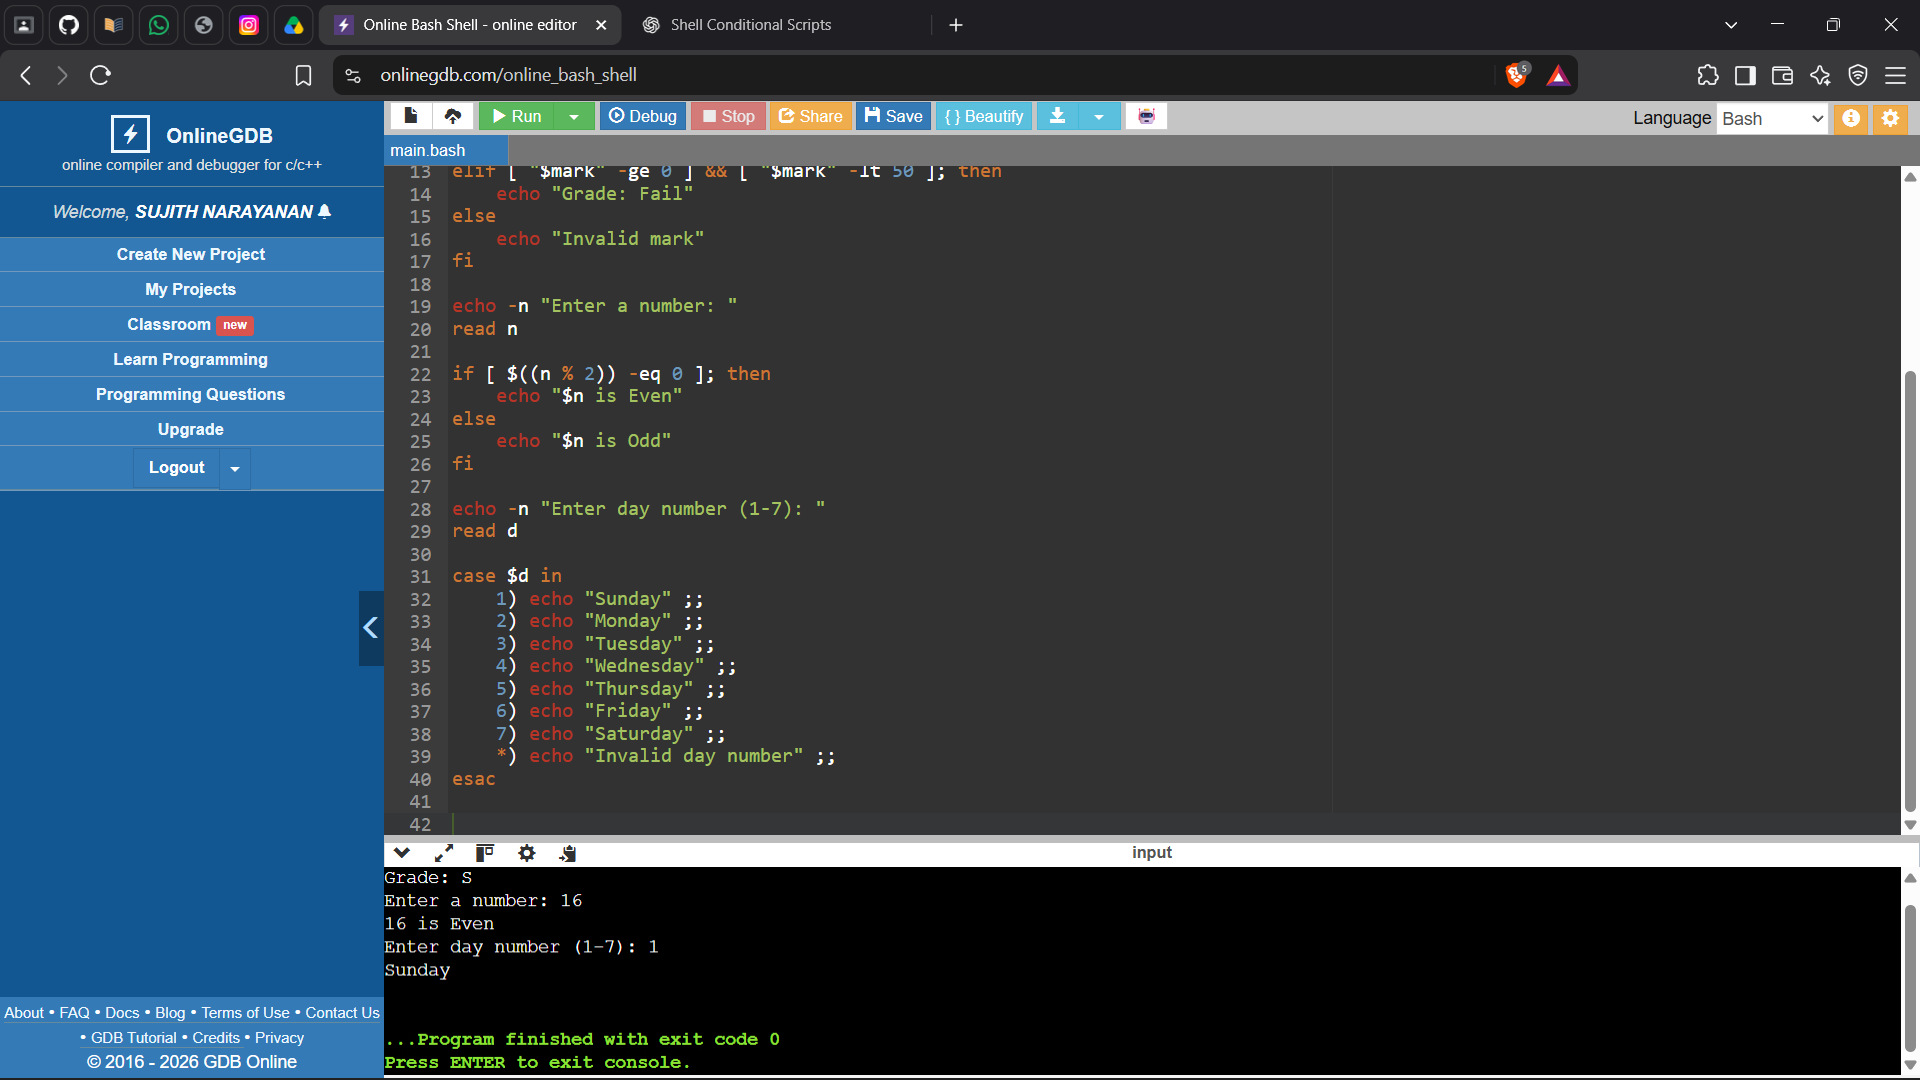 Online Bash Shell - online editor
Shell Conditional Scripts
onlinegdb.com/online_bash_shell
5
OnlineGDB
online compiler and debugger for c/c++
Welcome, SUJITH NARAYANAN
Create New Project
My Projects
Classroom new
Learn Programming
Programming Questions
Upgrade
Logout
About • FAQ • Docs • Blog • Terms of Use • Contact Us
• GDB Tutorial • Credits • Privacy
© 2016 - 2026 GDB Online
Run Debug Stop Share Save { } Beautify
Language Bash
main.bash
13 elif [ "$mark" -ge 0 ] && [ "$mark" -lt 50 ]; then
14     echo "Grade: Fail"
15 else
16     echo "Invalid mark"
17 fi
18
19 echo -n "Enter a number: "
20 read n
21
22 if [ $((n % 2)) -eq 0 ]; then
23     echo "$n is Even"
24 else
25     echo "$n is Odd"
26 fi
27
28 echo -n "Enter day number (1-7): "
29 read d
30
31 case $d in
32     1) echo "Sunday" ;;
33     2) echo "Monday" ;;
34     3) echo "Tuesday" ;;
35     4) echo "Wednesday" ;;
36     5) echo "Thursday" ;;
37     6) echo "Friday" ;;
38     7) echo "Saturday" ;;
39     *) echo "Invalid day number" ;;
40 esac
41
42
input
Grade: S
Enter a number: 16
16 is Even
Enter day number (1-7): 1
Sunday
...Program finished with exit code 0
Press ENTER to exit console.